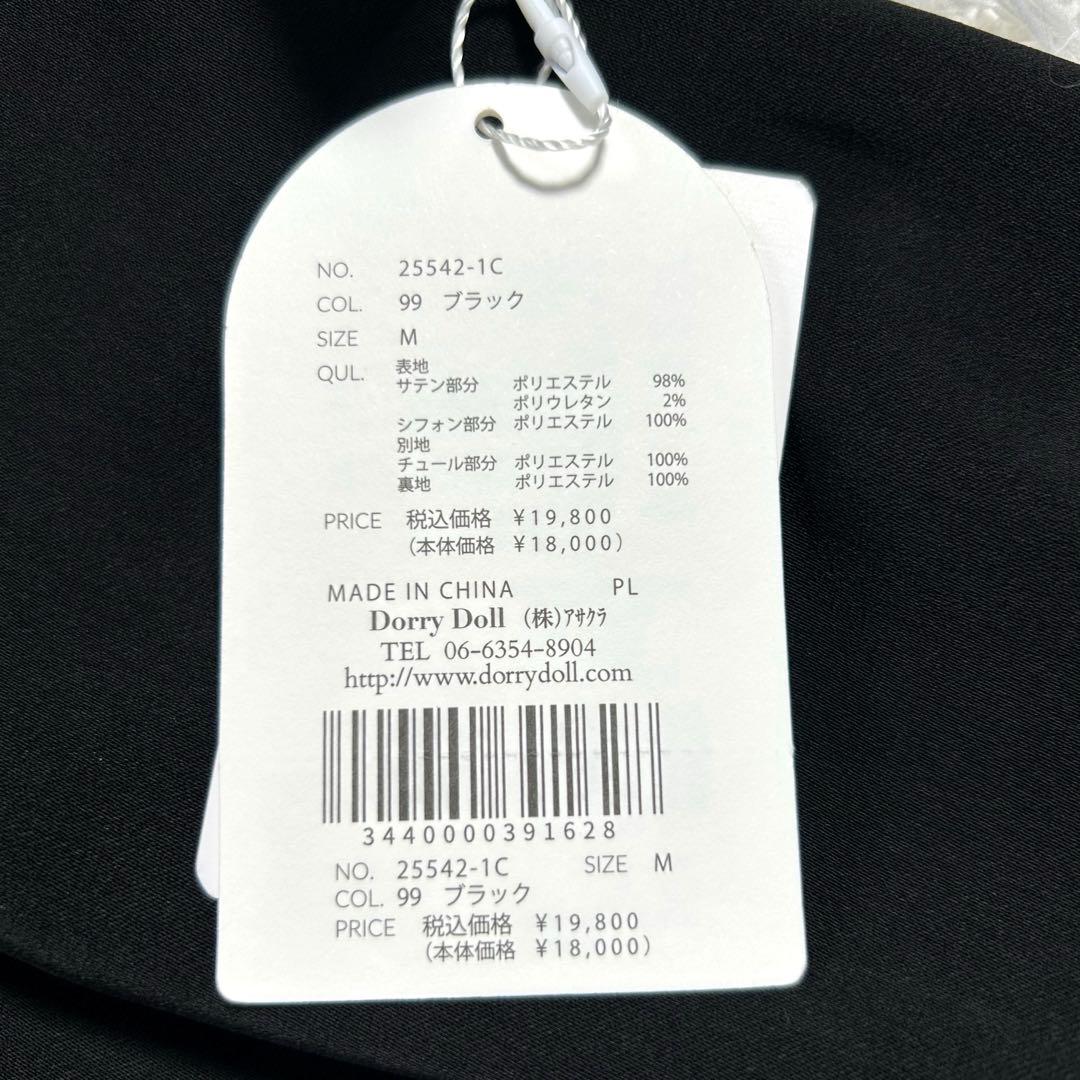 NO. 25542-1C
COL. 99 ブラック
SIZE M
QUL. 表地
サテン部分 ポリエステル 98%
ポリウレタン 2%
シフォン部分 ポリエステル 100%
別地
チュール部分 ポリエステル 100%
裏地 ポリエステル 100%
PRICE 税込価格 ¥19,800
(本体価格 ¥18,000)
MADE IN CHINA PL
Dorry Doll (株)ｱｻｸﾗ
TEL 06-6354-8904
http://www.dorrydoll.com
3440000391628
NO. 25542-1C SIZE M
COL. 99 ブラック
PRICE 税込価格 ¥19,800
(本体価格 ¥18,000)